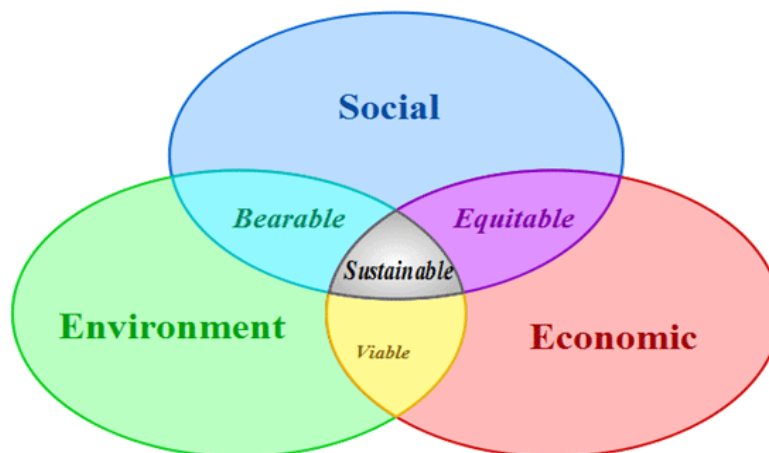 Social
Bearable
Equitable
Sustainable
Environment
Viable
Economic